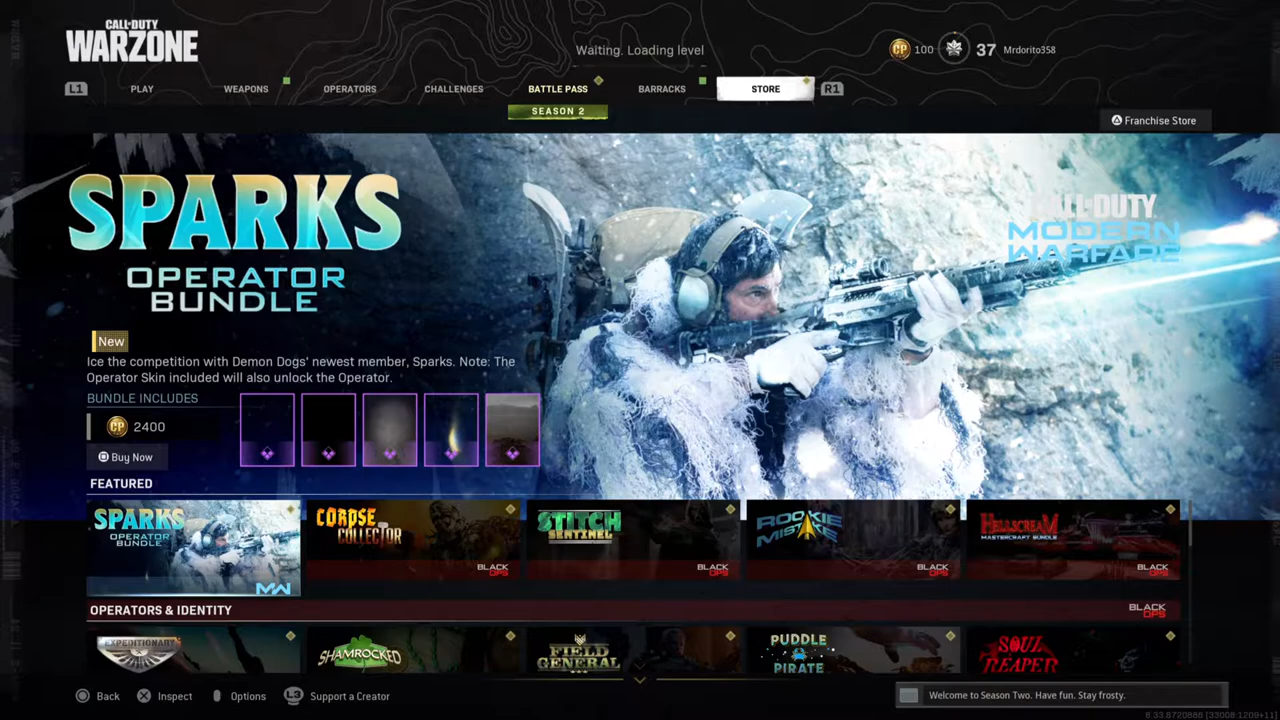 CALL OF DUTY
WARZONE
Waiting. Loading level
CP 100
37
Mrdorito358
L1
PLAY
WEAPONS
OPERATORS
CHALLENGES
BATTLE PASS
BARRACKS
STORE
R1
SEASON 2
Franchise Store
SPARKS
OPERATOR
BUNDLE
CALL OF DUTY
MODERN
WARFARE
New
Ice the competition with Demon Dogs' newest member, Sparks. Note: The
Operator Skin included will also unlock the Operator.
BUNDLE INCLUDES
CP 2400
Buy Now
FEATURED
SPARKS
OPERATOR
BUNDLE
MW
CORPSE
COLLECTOR
BLACK
OPS
STITCH
SENTINEL
BLACK
OPS
ROOKIE
MISTAKE
BLACK
OPS
HELLSCREAM
MASTERCRAFT BUNDLE
BLACK
OPS
OPERATORS & IDENTITY
BLACK
OPS
EXPEDITIONARY
SHAMROCKED
FIELD
GENERAL
PUDDLE
PIRATE
SOUL
REAPER
Back
Inspect
Options
L3
Support a Creator
Welcome to Season Two. Have fun. Stay frosty.